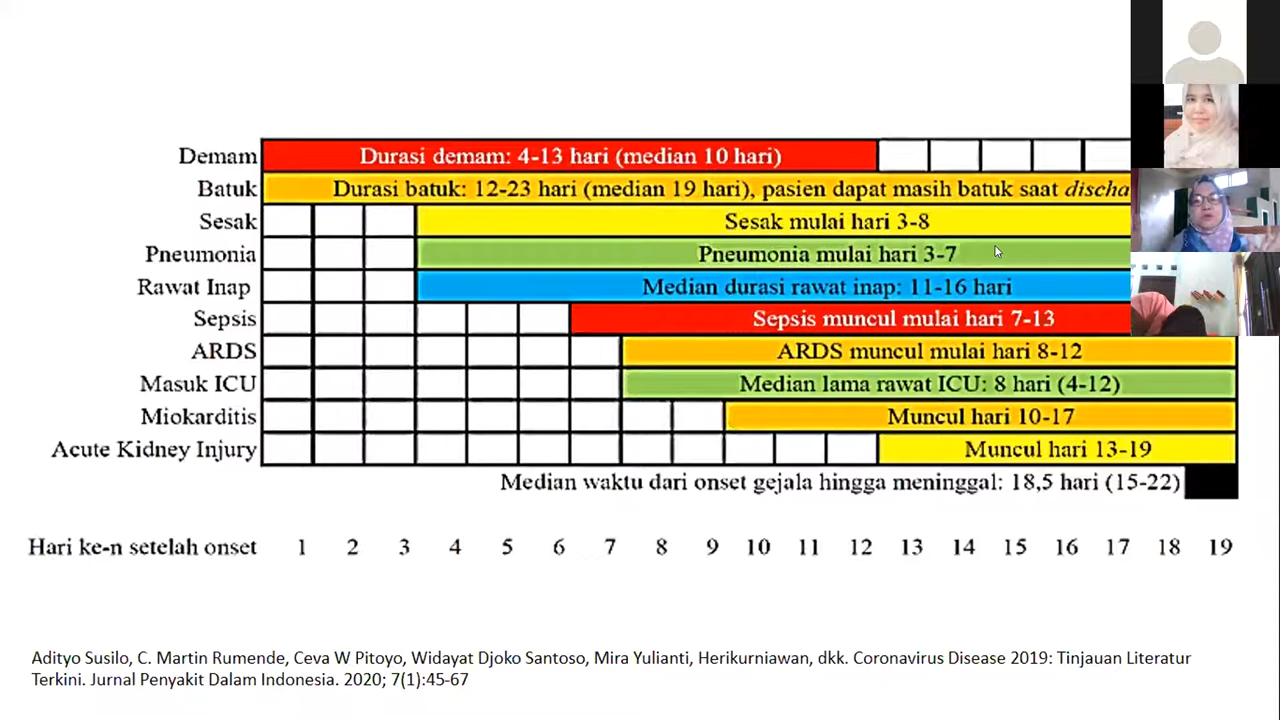 Demam Durasi demam: 4-13 hari (median 10 hari)
Batuk Durasi batuk: 12-23 hari (median 19 hari), pasien dapat masih batuk saat discha
Sesak Sesak mulai hari 3-8
Pneumonia Pneumonia mulai hari 3-7
Rawat Inap Median durasi rawat inap: 11-16 hari
Sepsis Sepsis muncul mulai hari 7-13
ARDS ARDS muncul mulai hari 8-12
Masuk ICU Median lama rawat ICU: 8 hari (4-12)
Miokarditis Muncul hari 10-17
Acute Kidney Injury Muncul hari 13-19
Median waktu dari onset gejala hingga meninggal: 18,5 hari (15-22)
Hari ke-n setelah onset 1 2 3 4 5 6 7 8 9 10 11 12 13 14 15 16 17 18 19
Adityo Susilo, C. Martin Rumende, Ceva W Pitoyo, Widayat Djoko Santoso, Mira Yulianti, Herikurniawan, dkk. Coronavirus Disease 2019: Tinjauan Literatur
Terkini. Jurnal Penyakit Dalam Indonesia. 2020; 7(1):45-67